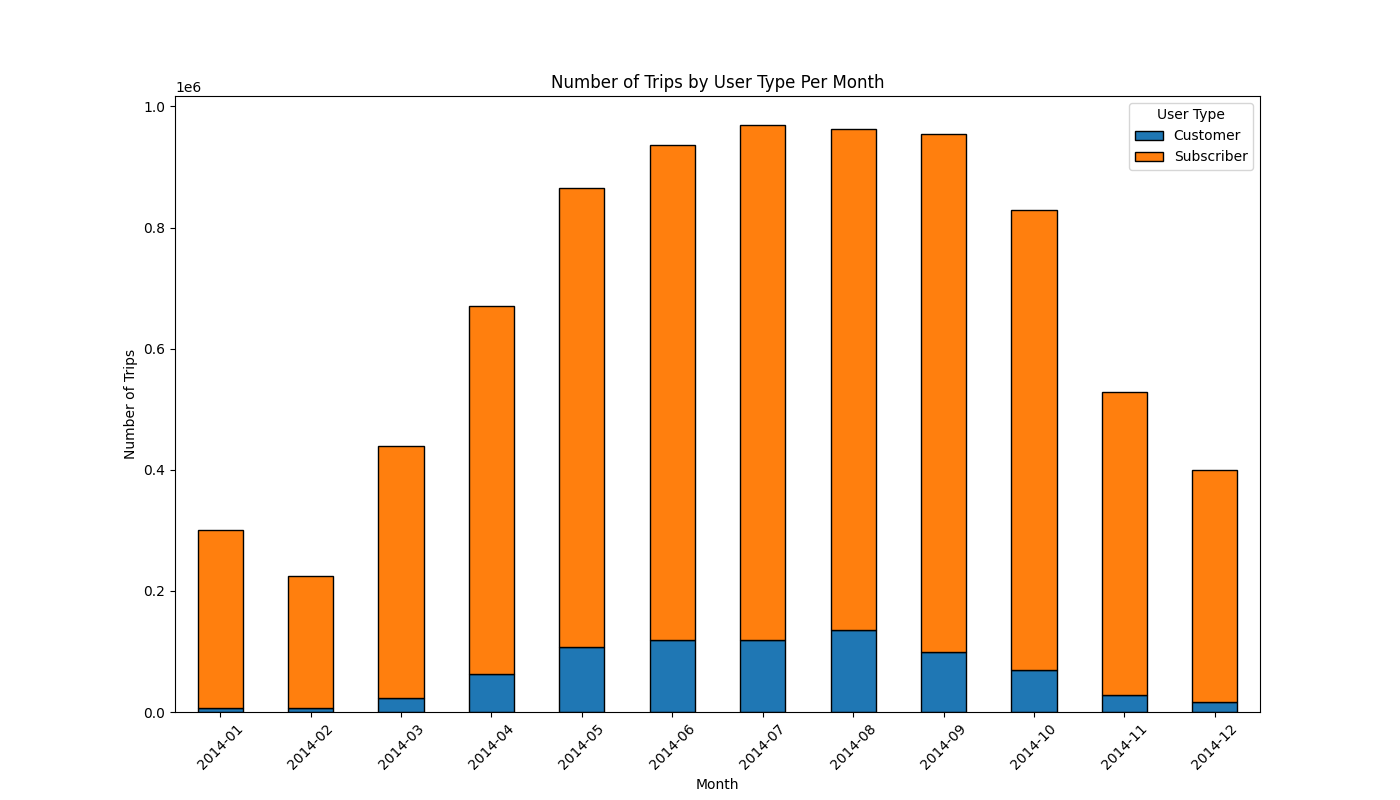 Number of Trips by User Type Per Month
1e6
1.0
0.8
0.6
0.4
0.2
0.0
Number of Trips
User Type
Customer
Subscriber
2014-01
2014-02
2014-03
2014-04
2014-05
2014-06
2014-07
2014-08
2014-09
2014-10
2014-11
2014-12
Month